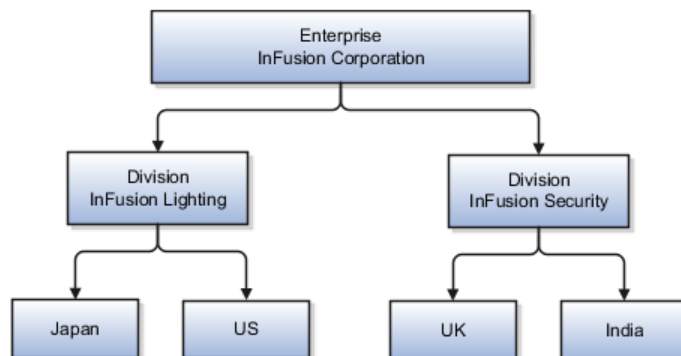 Enterprise
InFusion Corporation
Division
InFusion Lighting
Division
InFusion Security
Japan
US
UK
India